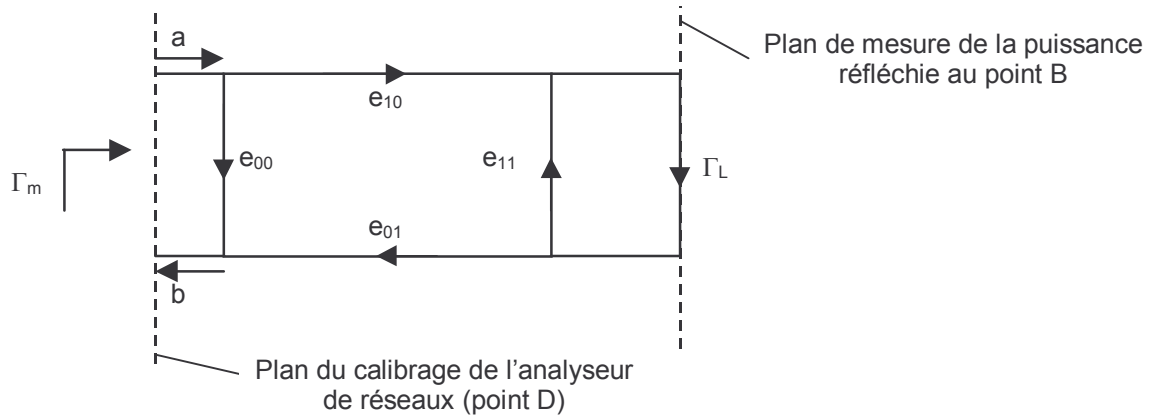 a
Plan de mesure de la puissance
réfléchie au point B
e10
Γm
e00
e11
ΓL
e01
b
Plan du calibrage de l'analyseur
de réseaux (point D)